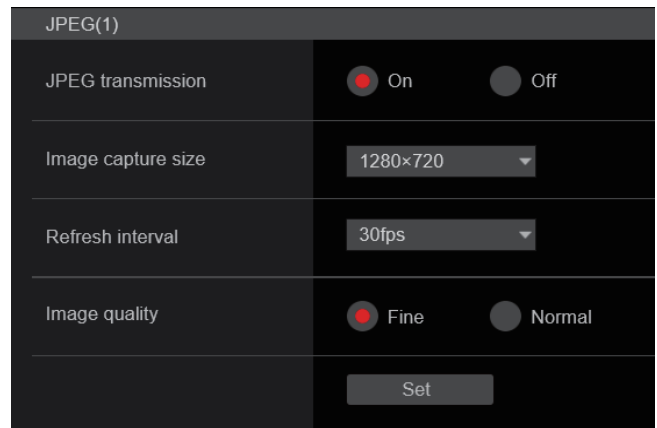 JPEG(1)
JPEG transmission On Off
Image capture size 1280×720
Refresh interval 30fps
Image quality Fine Normal
Set